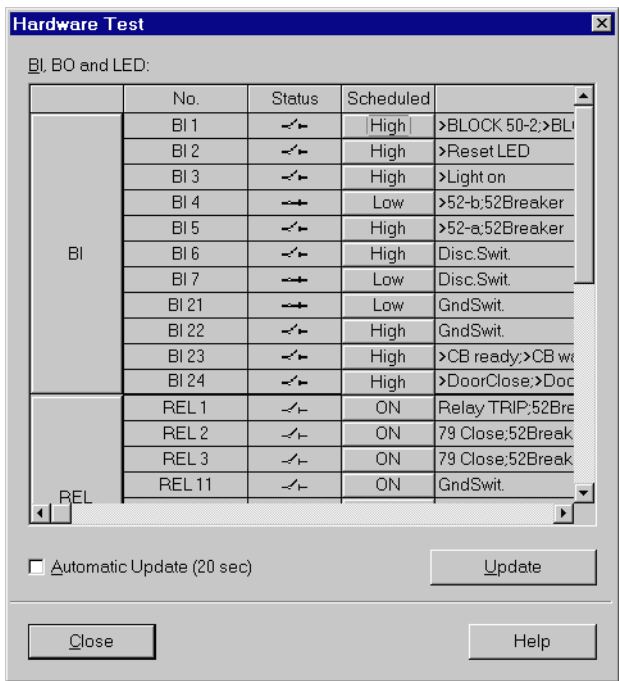 Hardware Test
BI, BO and LED:
No. Status Scheduled
BI
BI 1 High >BLOCK 50-2;>BL
BI 2 High >Reset LED
BI 3 High >Light on
BI 4 Low >52-b;52Breaker
BI 5 High >52-a;52Breaker
BI 6 High Disc.Swit.
BI 7 Low Disc.Swit.
BI 21 Low GndSwit.
BI 22 High GndSwit.
BI 23 High >CB ready;>CB wa
BI 24 High >DoorClose;>Doo
REL
REL 1 ON Relay TRIP;52Bre
REL 2 ON 79 Close;52Break
REL 3 ON 79 Close;52Break
REL 11 ON GndSwit.
Automatic Update (20 sec)
Update
Close
Help